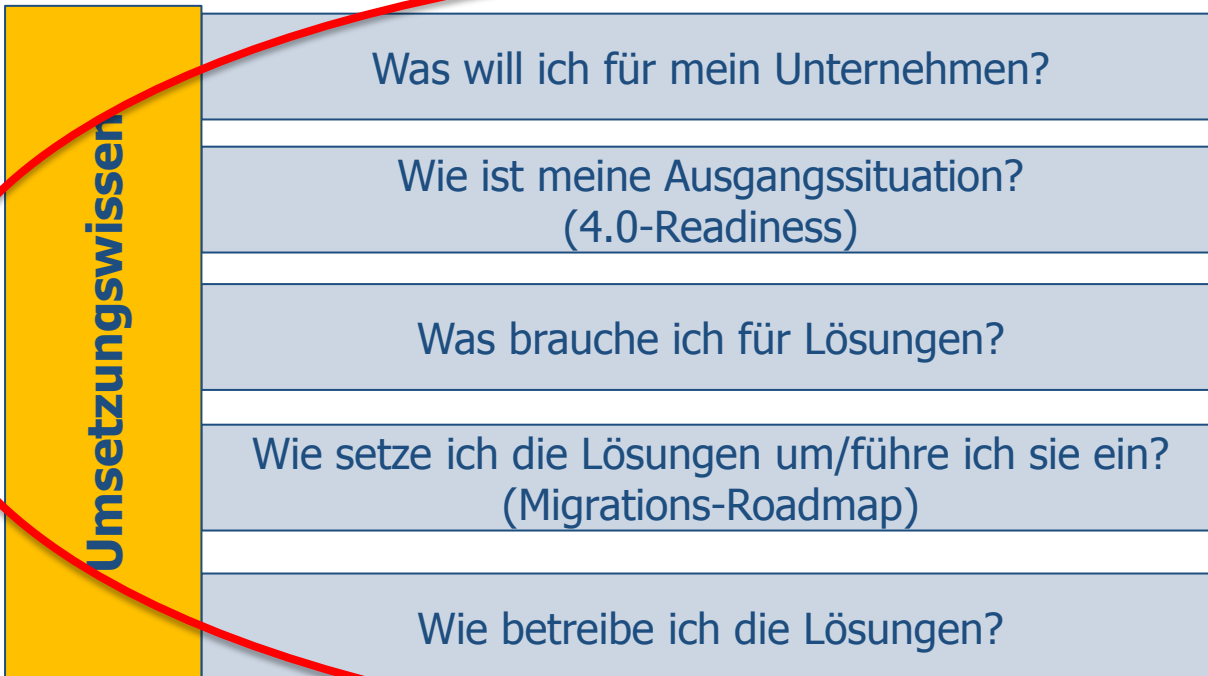 Umsetzungswissen
Was will ich für mein Unternehmen?
Wie ist meine Ausgangssituation?
(4.0-Readiness)
Was brauche ich für Lösungen?
Wie setze ich die Lösungen um/führe ich sie ein?
(Migrations-Roadmap)
Wie betreibe ich die Lösungen?